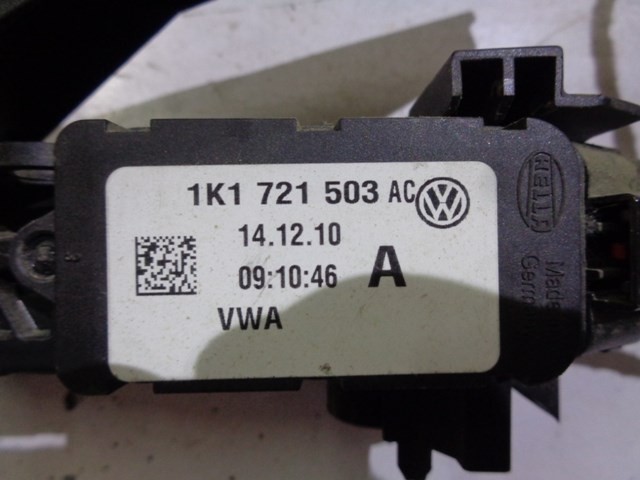 1K1 721 503 AC
14.12.10
09:10:46 A
VWA
HELLA
Made
Germ